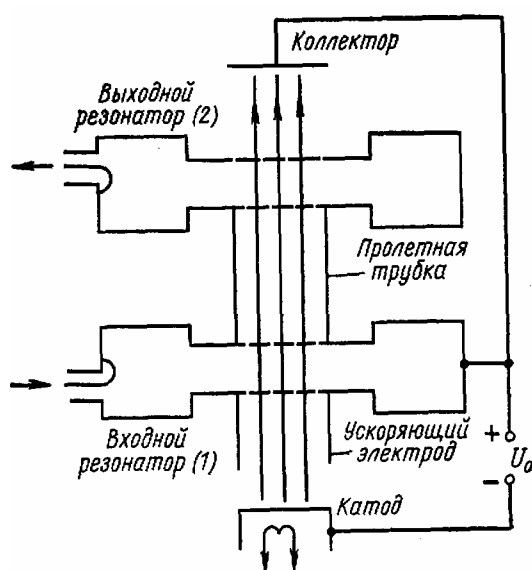 Коллектор
Выходной
резонатор (2)
Пролетная
трубка
Входной
резонатор (1)
Ускоряющий
электрод
+
U₀
−
Катод